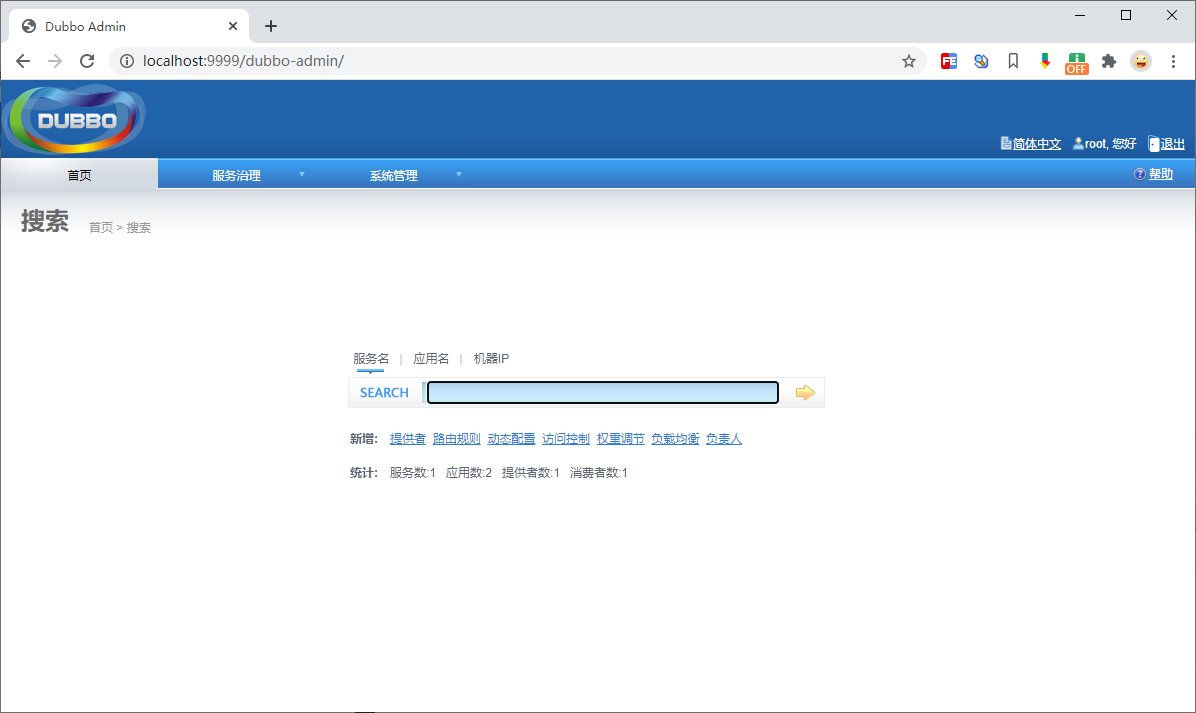 Dubbo Admin
localhost:9999/dubbo-admin/
FE
OFF
DUBBO
简体中文 root, 您好 退出
首页 服务治理 系统管理 ? 帮助
搜索 首页 > 搜索
服务名 | 应用名 | 机器IP
SEARCH
新增: 提供者 路由规则 动态配置 访问控制 权重调节 负载均衡 负责人
统计: 服务数:1 应用数:2 提供者数:1 消费者数:1